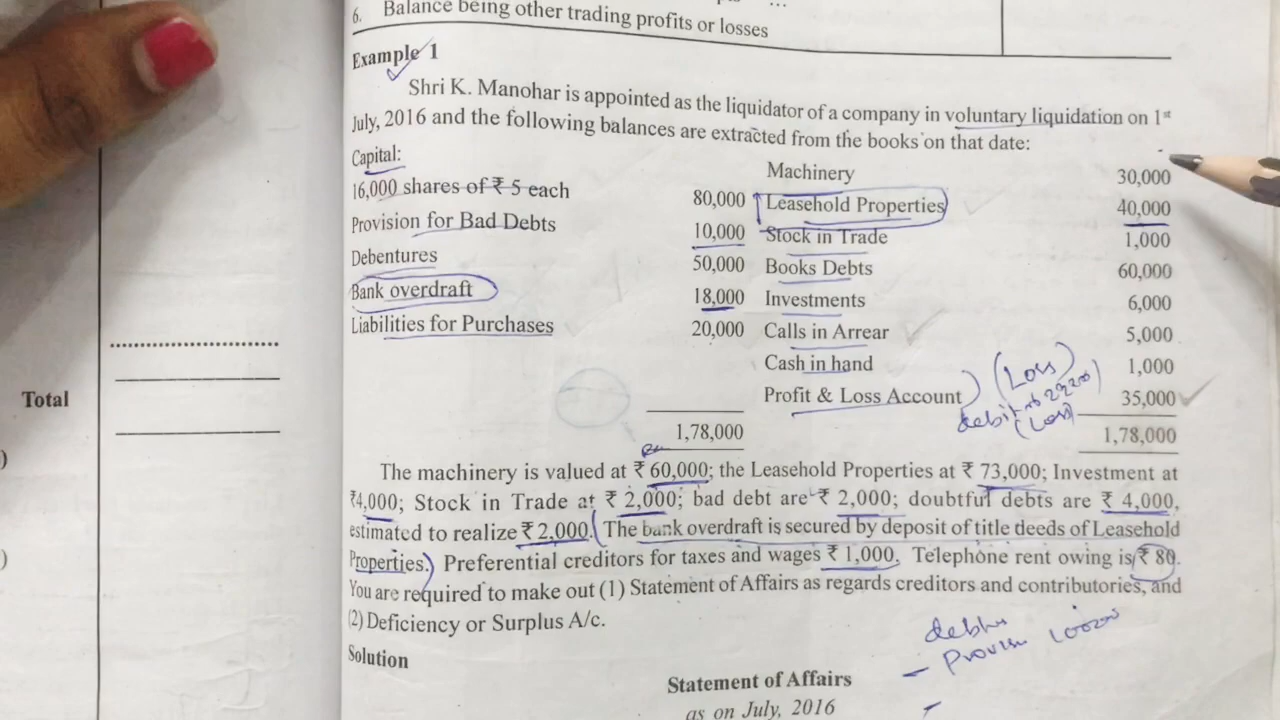 6. Balance being other trading profits or losses
Example 1
Shri K. Manohar is appointed as the liquidator of a company in voluntary liquidation on 1st
July, 2016 and the following balances are extracted from the books on that date:
Capital: Machinery 30,000
16,000 shares of ₹ 5 each 80,000 Leasehold Properties 40,000
Provision for Bad Debts 10,000 Stock in Trade 1,000
Debentures 50,000 Books Debts 60,000
Bank overdraft 18,000 Investments 6,000
Liabilities for Purchases 20,000 Calls in Arrear 5,000
Cash in hand 1,000
(Loss)
Profit & Loss Account 35,000
debit
(Loss)
1,78,000 1,78,000
Total
The machinery is valued at ₹ 60,000; the Leasehold Properties at ₹ 73,000; Investment at
₹4,000; Stock in Trade at ₹ 2,000; bad debt are ₹ 2,000; doubtful debts are ₹ 4,000,
estimated to realize ₹ 2,000. The bank overdraft is secured by deposit of title deeds of Leasehold
Properties. Preferential creditors for taxes and wages ₹ 1,000. Telephone rent owing is ₹ 80.
You are required to make out (1) Statement of Affairs as regards creditors and contributories, and
(2) Deficiency or Surplus A/c.
debts
- Provision 10000
Solution
Statement of Affairs
as on July, 2016